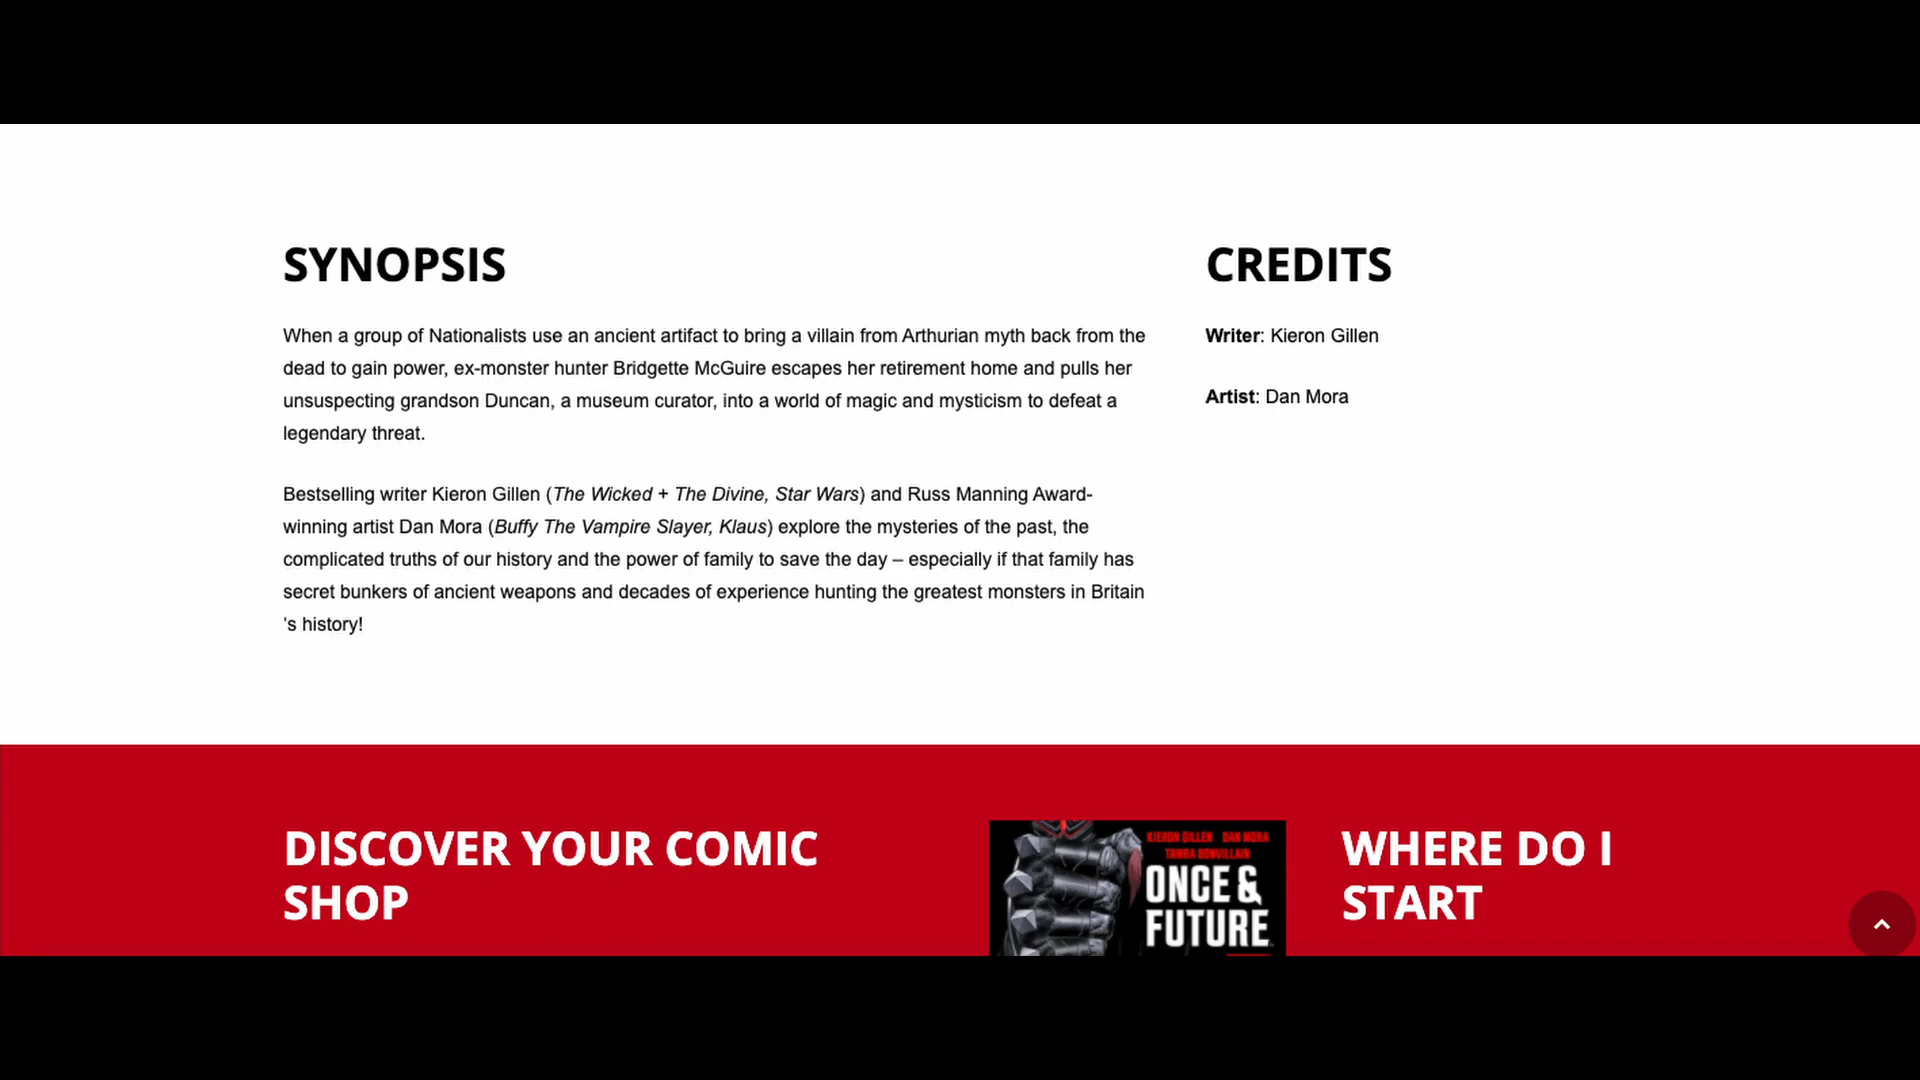 SYNOPSIS
When a group of Nationalists use an ancient artifact to bring a villain from Arthurian myth back from the
dead to gain power, ex-monster hunter Bridgette McGuire escapes her retirement home and pulls her
unsuspecting grandson Duncan, a museum curator, into a world of magic and mysticism to defeat a
legendary threat.
Bestselling writer Kieron Gillen (The Wicked + The Divine, Star Wars) and Russ Manning Award-
winning artist Dan Mora (Buffy The Vampire Slayer, Klaus) explore the mysteries of the past, the
complicated truths of our history and the power of family to save the day – especially if that family has
secret bunkers of ancient weapons and decades of experience hunting the greatest monsters in Britain
‘s history!
CREDITS
Writer: Kieron Gillen
Artist: Dan Mora
DISCOVER YOUR COMIC
SHOP
KIERON GILLEN DAN MORA
TAMRA BONVILLAIN
ONCE &
FUTURE
WHERE DO I
START